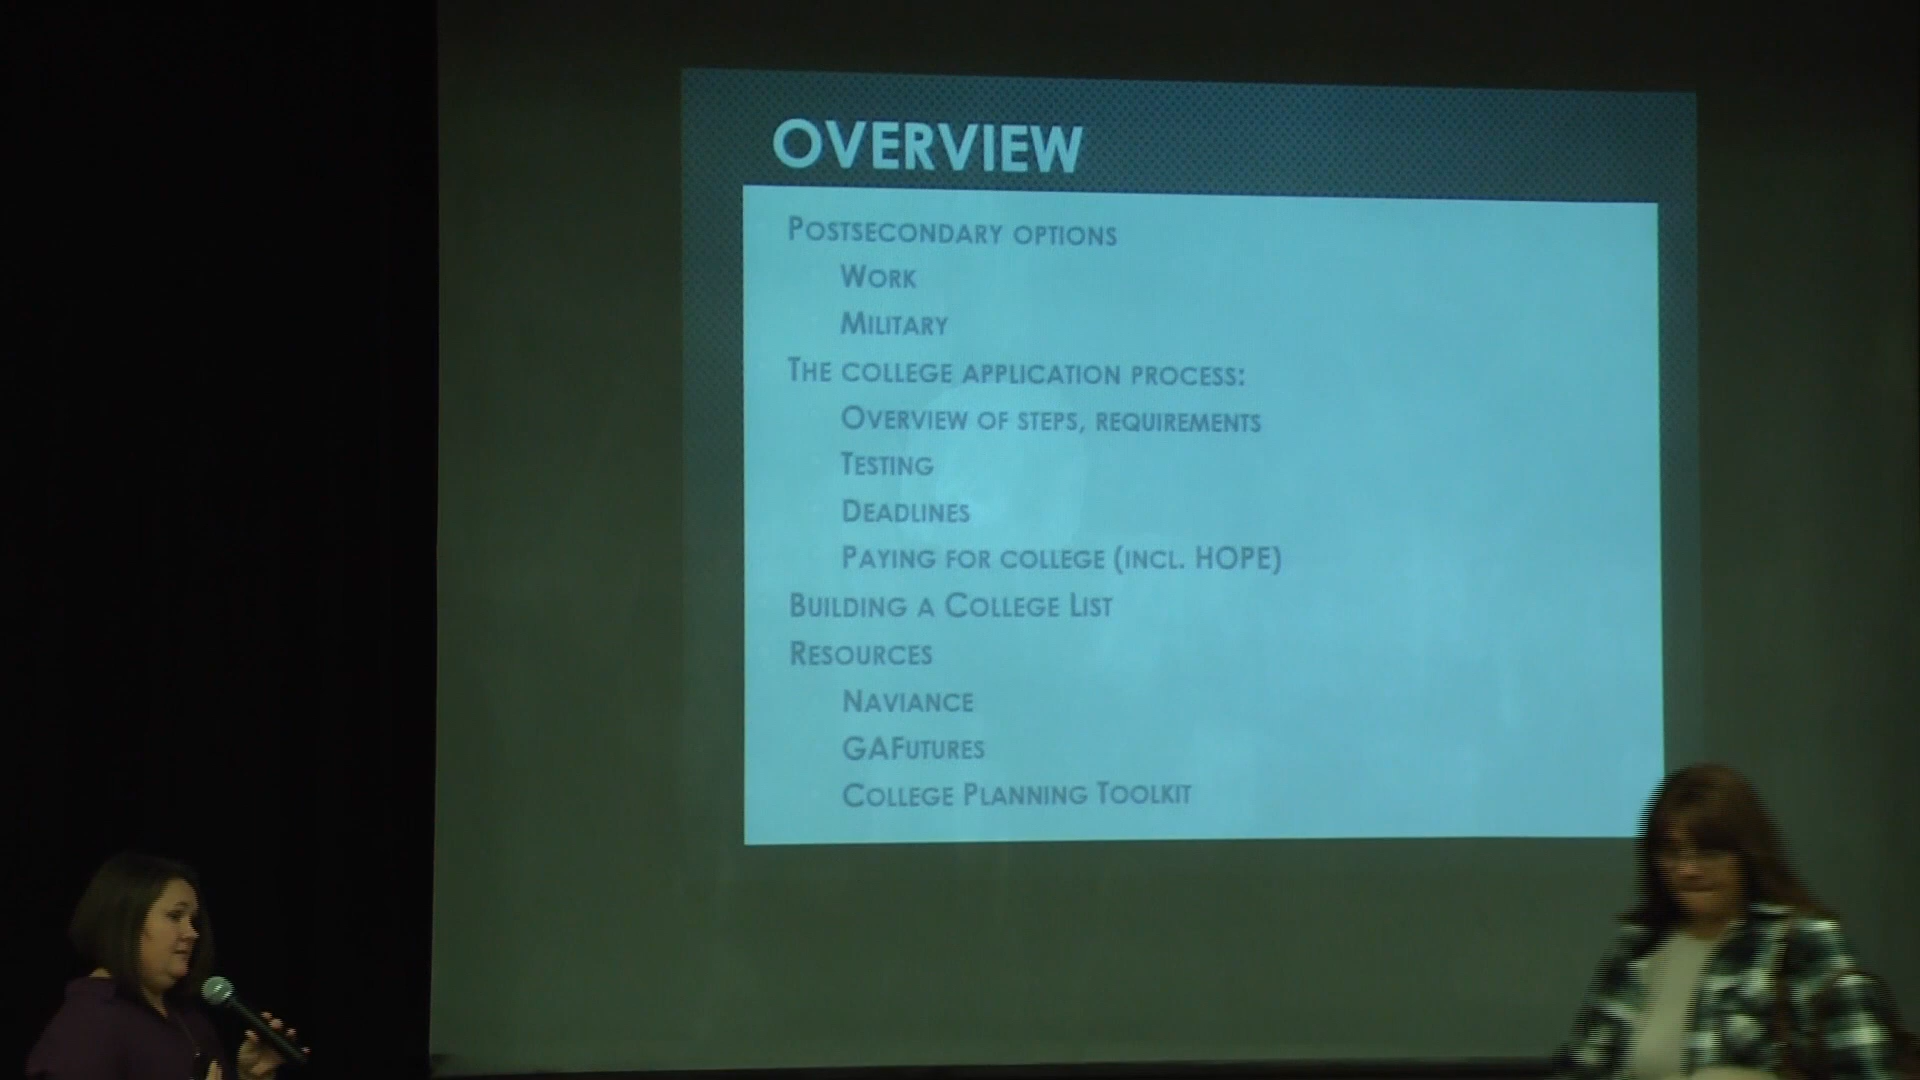 OVERVIEW
POSTSECONDARY OPTIONS
WORK
MILITARY
THE COLLEGE APPLICATION PROCESS:
OVERVIEW OF STEPS, REQUIREMENTS
TESTING
DEADLINES
PAYING FOR COLLEGE (INCL. HOPE)
BUILDING A COLLEGE LIST
RESOURCES
NAVIANCE
GAFUTURES
COLLEGE PLANNING TOOLKIT